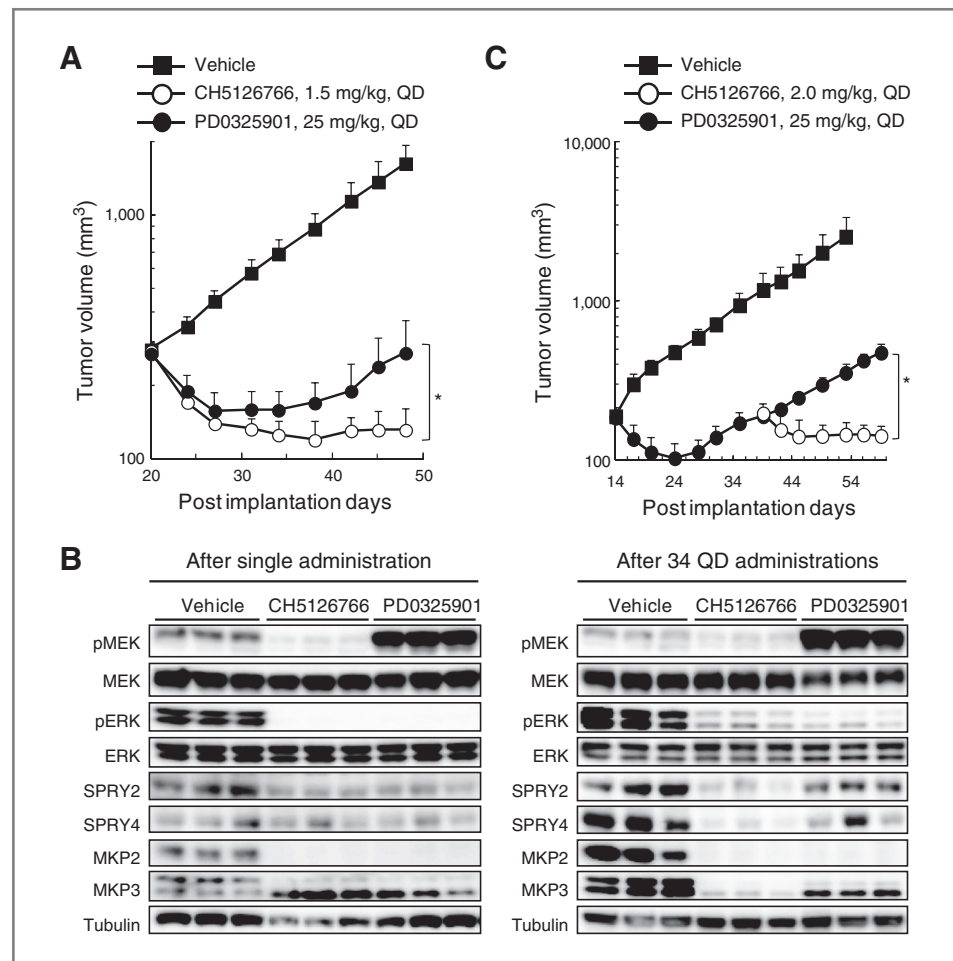 A
Vehicle
CH5126766, 1.5 mg/kg, QD
PD0325901, 25 mg/kg, QD
Tumor volume (mm³)
1,000
100
20 30 40 50
Post implantation days
*
C
Vehicle
CH5126766, 2.0 mg/kg, QD
PD0325901, 25 mg/kg, QD
Tumor volume (mm³)
10,000
1,000
100
14 24 34 44 54
Post implantation days
*
B
After single administration
Vehicle CH5126766 PD0325901
pMEK
MEK
pERK
ERK
SPRY2
SPRY4
MKP2
MKP3
Tubulin
After 34 QD administrations
Vehicle CH5126766 PD0325901
pMEK
MEK
pERK
ERK
SPRY2
SPRY4
MKP2
MKP3
Tubulin